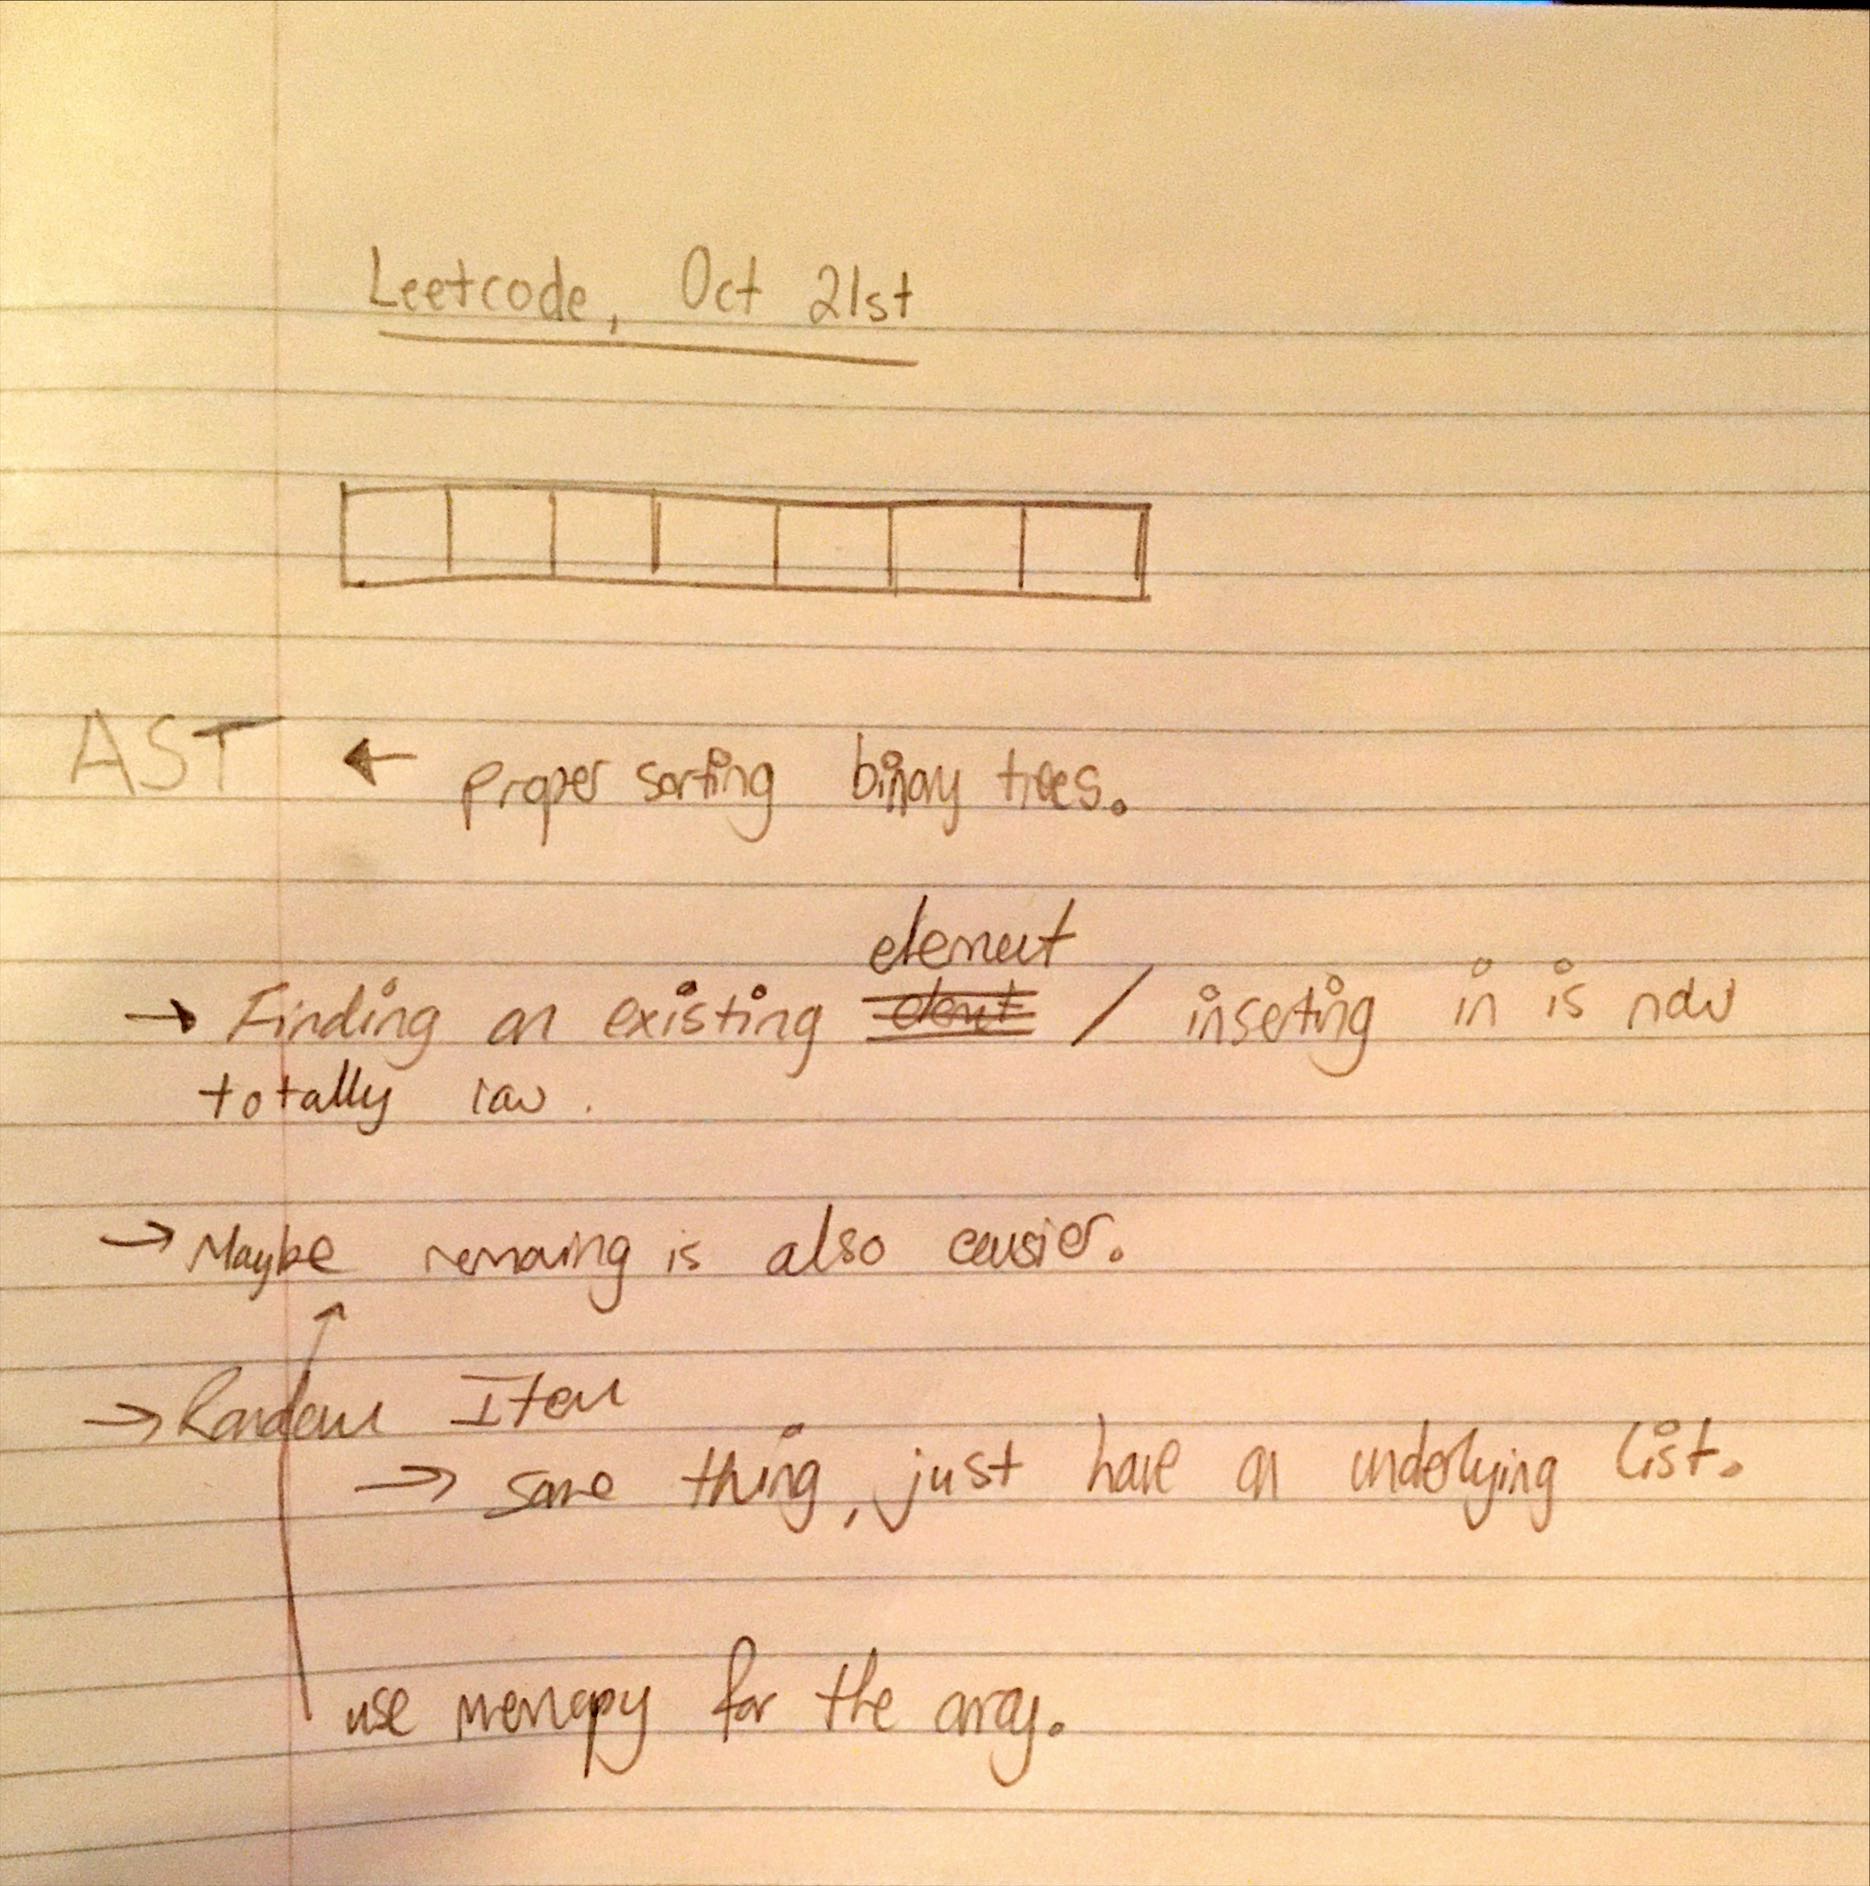 Leetcode, Oct 21st
AST ← proper sorting binary trees.
element
→ Finding an existing / inserting in is now
totally raw.
→ Maybe removing is also easier.
→ Random Item
→ same thing, just have an underlying list.
use memcpy for the array.